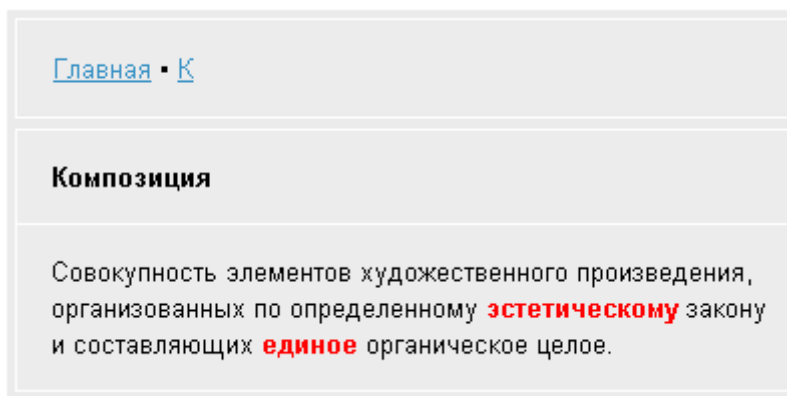 Главная ▪ К
Композиция
Совокупность элементов художественного произведения,
организованных по определенному эстетическому закону
и составляющих единое органическое целое.